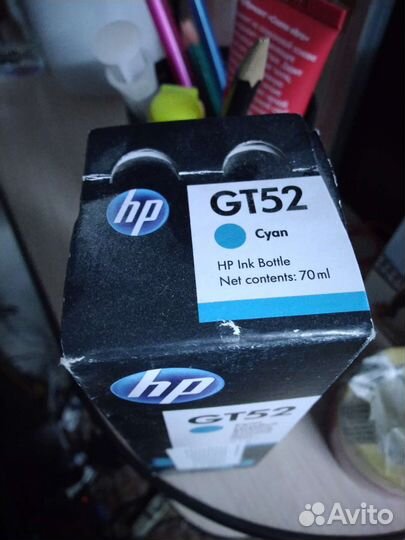 hp
GT52
Cyan
HP Ink Bottle
Net contents: 70 ml
hp
GT52
Avito